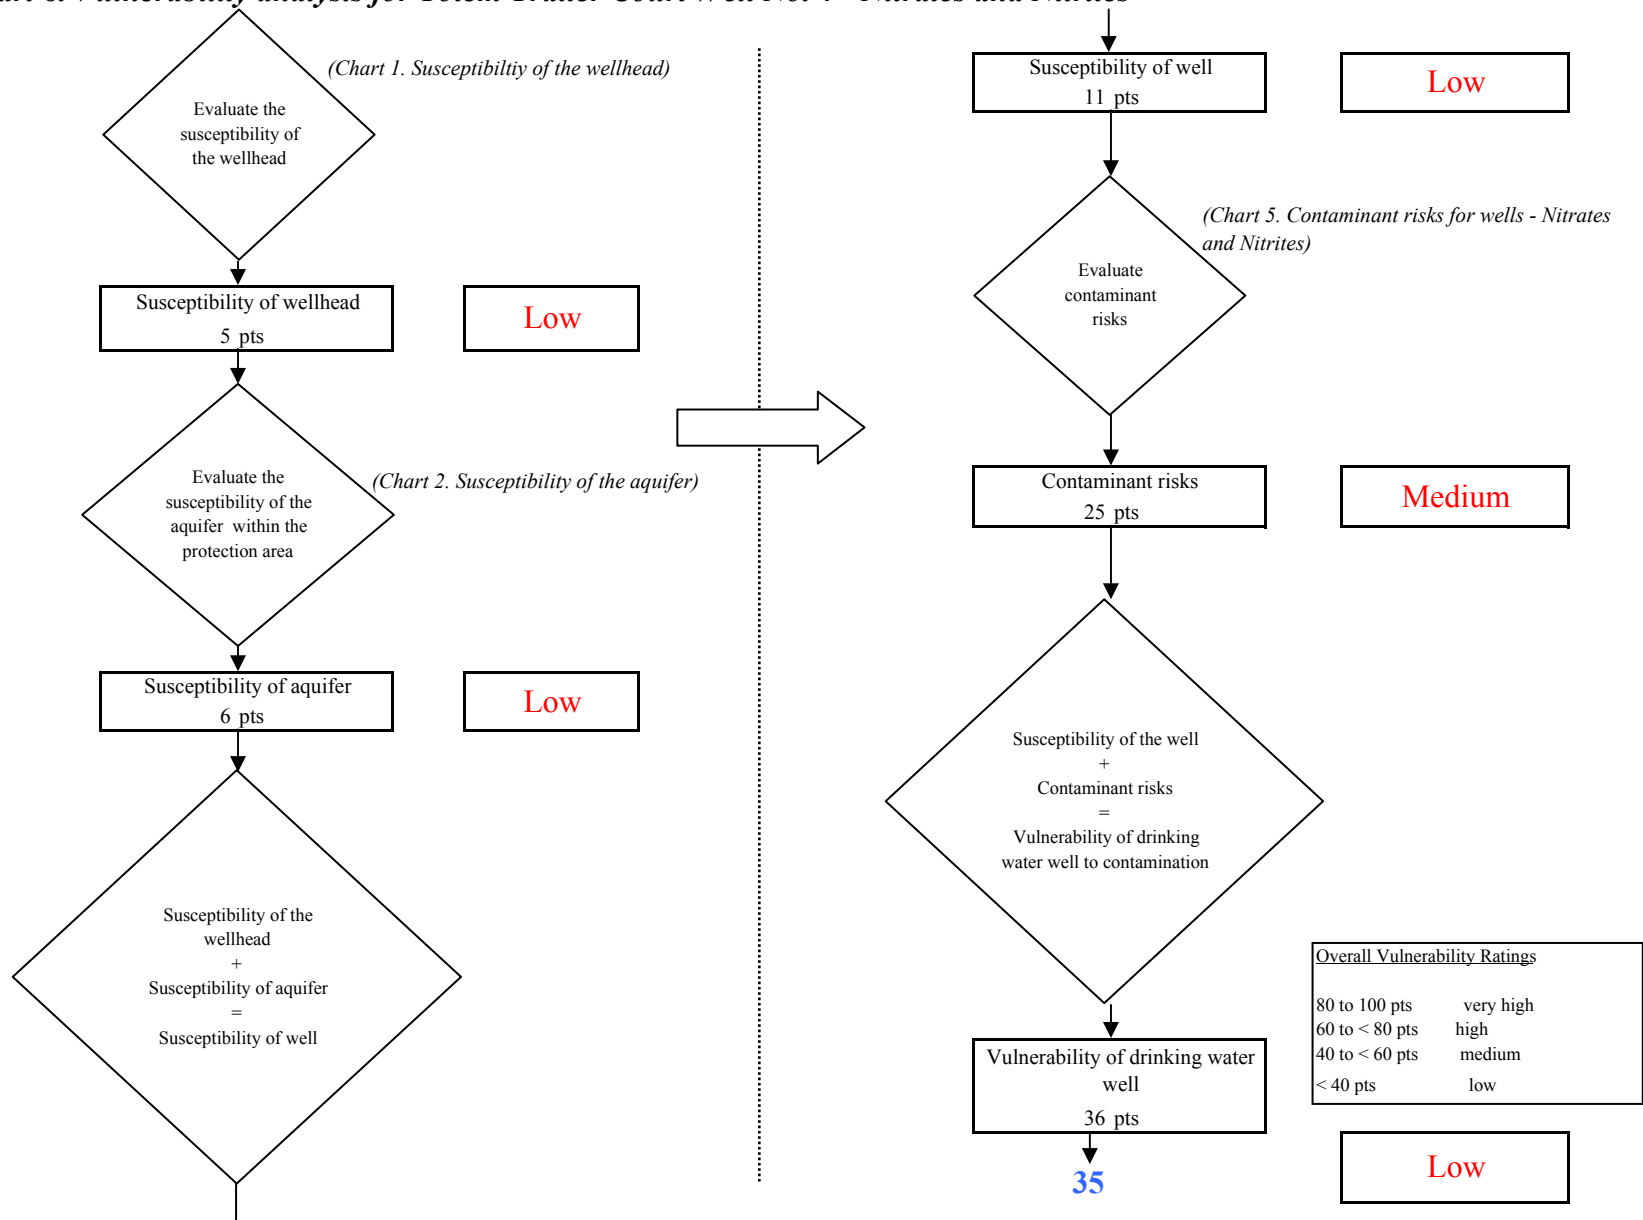 (Chart 1. Susceptibiltiy of the wellhead)
Evaluate the
susceptibility of
the wellhead
Susceptibility of wellhead
5 pts
Low
Evaluate the
susceptibility of the
aquifer within the
protection area
(Chart 2. Susceptibility of the aquifer)
Susceptibility of aquifer
6 pts
Low
Susceptibility of the
wellhead
+
Susceptibility of aquifer
=
Susceptibility of well
Susceptibility of well
11 pts
Low
(Chart 5. Contaminant risks for wells - Nitrates
and Nitrites)
Evaluate
contaminant
risks
Contaminant risks
25 pts
Medium
Susceptibility of the well
+
Contaminant risks
=
Vulnerability of drinking
water well to contamination
Overall Vulnerability Ratings
80 to 100 pts very high
60 to < 80 pts high
40 to < 60 pts medium
< 40 pts low
Vulnerability of drinking water
well
36 pts
35
Low